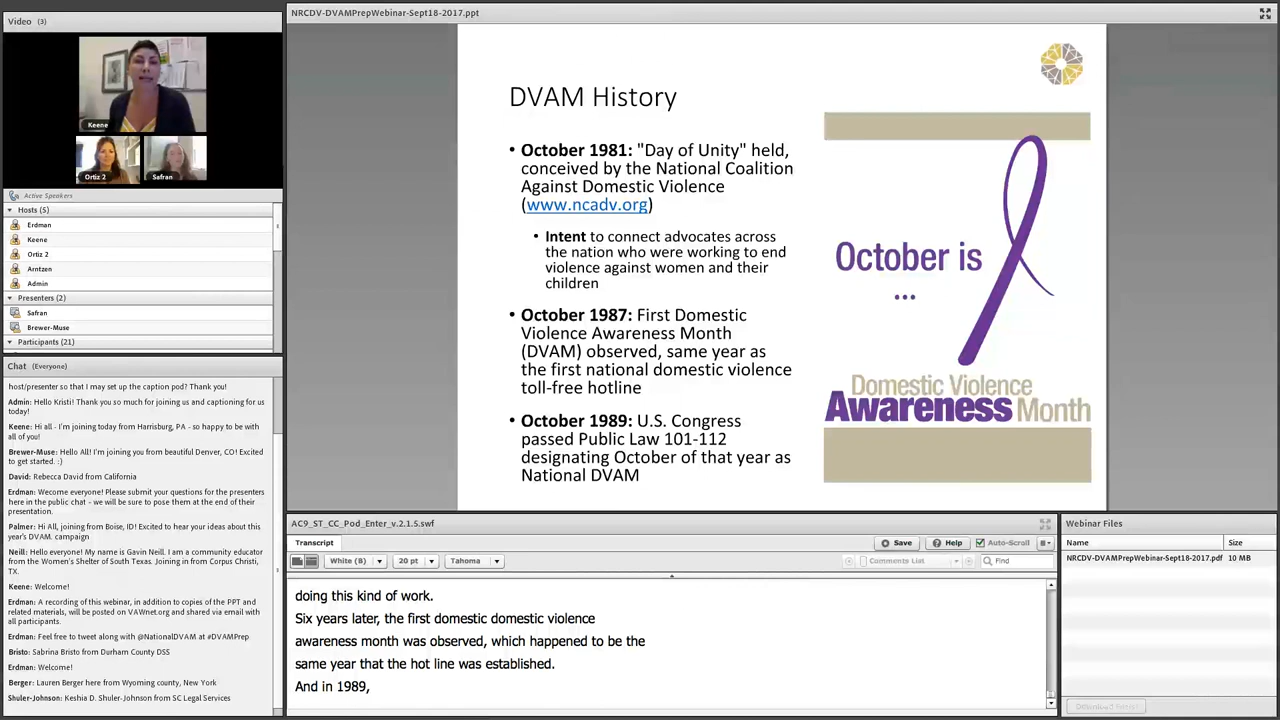 Video (3)
Keene
Ortiz 2
Safran
Active Speakers
Hosts (5)
Erdman
Keene
Ortiz 2
Arntzen
Admin
Presenters (2)
Safran
Brewer-Muse
Participants (21)
Chat (Everyone)
host/presenter so that I may set up the caption pod? Thank you!
Admin: Hello Kristi! Thank you so much for joining us and captioning for us
today!
Keene: Hi all - I'm joining today from Harrisburg, PA - so happy to be with
all of you!
Brewer-Muse: Hello All! I'm joining you from beautiful Denver, CO! Excited
to get started. :)
David: Rebecca David from California
Erdman: Wecome everyone! Please submit your questions for the presenters
here in the public chat - we will be sure to pose them at the end of their
presentation.
Palmer: Hi All, joining from Boise, ID! Excited to hear your ideas about this
year's DVAM. campaign
Neill: Hello everyone! My name is Gavin Neill. I am a community educator
from the Women's Shelter of South Texas. Joining in from Corpus Christi,
TX.
Keene: Welcome!
Erdman: A recording of this webinar, in addition to copies of the PPT and
related materials, will be posted on VAWnet.org and shared via email with
all participants.
Erdman: Feel free to tweet along with @NationalDVAM at #DVAMPrep
Bristo: Sabrina Bristo from Durham County DSS
Erdman: Welcome!
Berger: Lauren Berger here from Wyoming county, New York
Shuler-Johnson: Keshia D. Shuler-Johnson from SC Legal Services
NRCDV-DVAMPrepWebinar-Sept18-2017.ppt
DVAM History
• October 1981: "Day of Unity" held,
conceived by the National Coalition
Against Domestic Violence
(www.ncadv.org)
• Intent to connect advocates across
the nation who were working to end
violence against women and their
children
• October 1987: First Domestic
Violence Awareness Month
(DVAM) observed, same year as
the first national domestic violence
toll-free hotline
• October 1989: U.S. Congress
passed Public Law 101-112
designating October of that year as
National DVAM
October is
...
Domestic Violence
Awareness Month
AC9_ST_CC_Pod_Enter_v.2.1.5.swf
Transcript
Save
Help
Auto-Scroll
White (B)
20 pt
Tahoma
Comments List
Find
doing this kind of work.
Six years later, the first domestic domestic violence
awareness month was observed, which happened to be the
same year that the hot line was established.
And in 1989,
Webinar Files
Name
Size
NRCDV-DVAMPrepWebinar-Sept18-2017.pdf
10 MB
Download File(s)